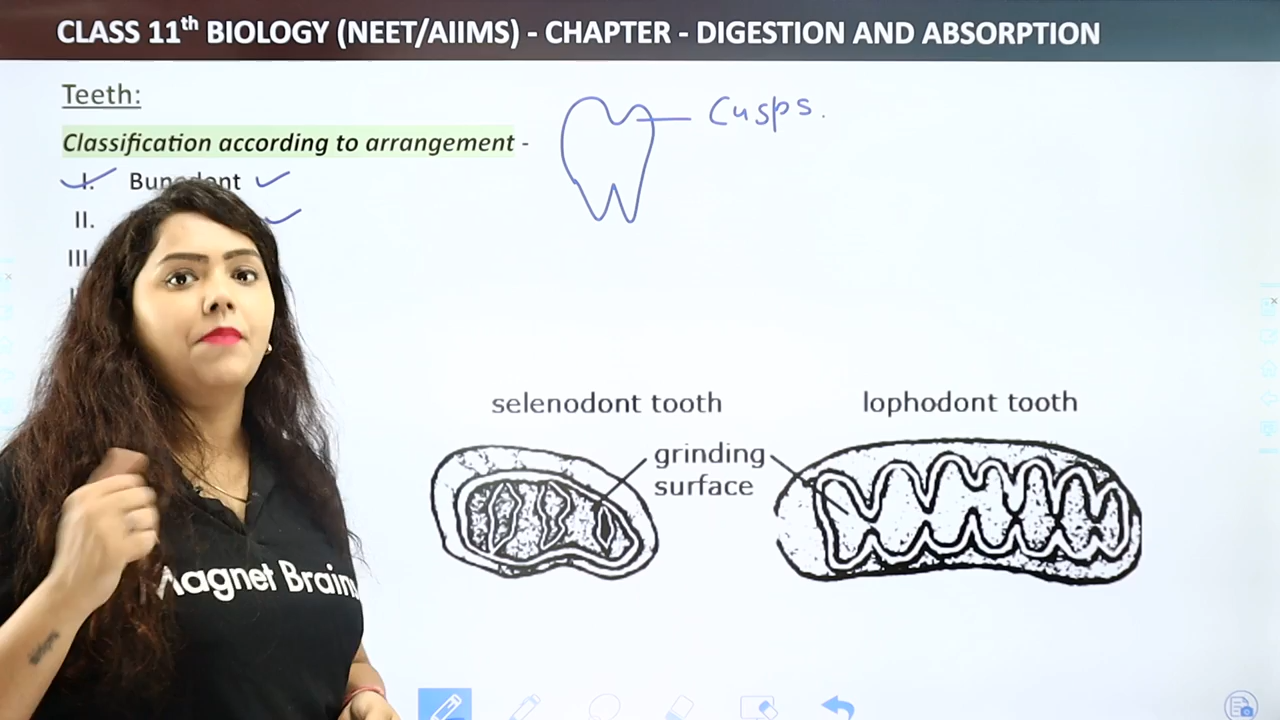 CLASS 11th BIOLOGY (NEET/AIIMS) - CHAPTER - DIGESTION AND ABSORPTION
Teeth:
Cusps.
Classification according to arrangement -
I.
II.
III
selenodont tooth
lophodont tooth
grinding
surface
Magnet Brains